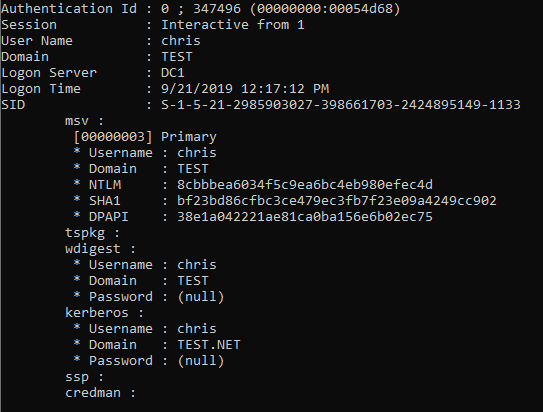 Authentication Id : 0 ; 347496 (00000000:00054d68)
Session           : Interactive from 1
User Name         : chris
Domain            : TEST
Logon Server      : DC1
Logon Time        : 9/21/2019 12:17:12 PM
SID               : S-1-5-21-2985903027-398661703-2424895149-1133
        msv :
         [00000003] Primary
         * Username : chris
         * Domain   : TEST
         * NTLM     : 8cbbbea6034f5c9ea6bc4eb980efec4d
         * SHA1     : bf23bd86cfbc3ce479ec3fb7f23e09a4249cc902
         * DPAPI    : 38e1a042221ae81ca0ba156e6b02ec75
        tspkg :
        wdigest :
         * Username : chris
         * Domain   : TEST
         * Password : (null)
        kerberos :
         * Username : chris
         * Domain   : TEST.NET
         * Password : (null)
        ssp :
        credman :